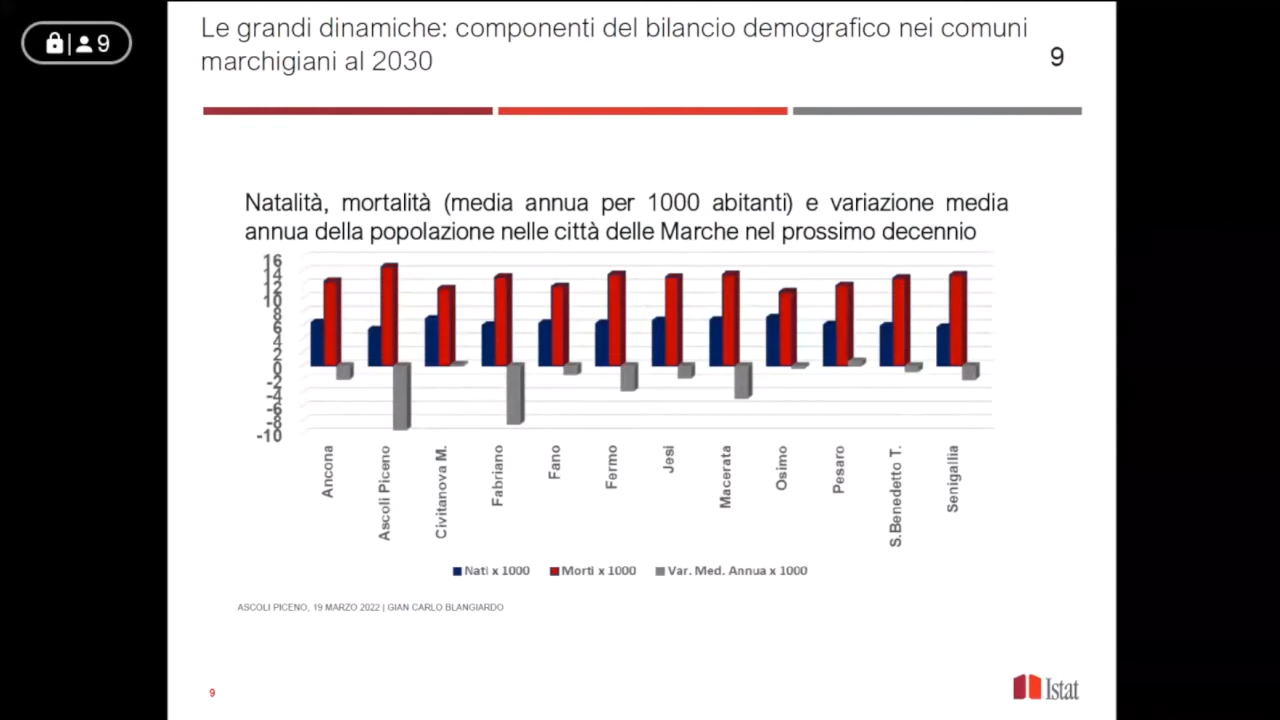 9
Le grandi dinamiche: componenti del bilancio demografico nei comuni
marchigiani al 2030
9
Natalità, mortalità (media annua per 1000 abitanti) e variazione media
annua della popolazione nelle città delle Marche nel prossimo decennio
16
14
12
10
8
6
4
2
0
-2
-4
-6
-8
-10
Ancona
Ascoli Piceno
Civitanova M.
Fabriano
Fano
Fermo
Jesi
Macerata
Osimo
Pesaro
S.Benedetto T.
Senigallia
Nati x 1000
Morti x 1000
Var. Med. Annua x 1000
ASCOLI PICENO, 19 MARZO 2022 | GIAN CARLO BLANGIARDO
9
Istat